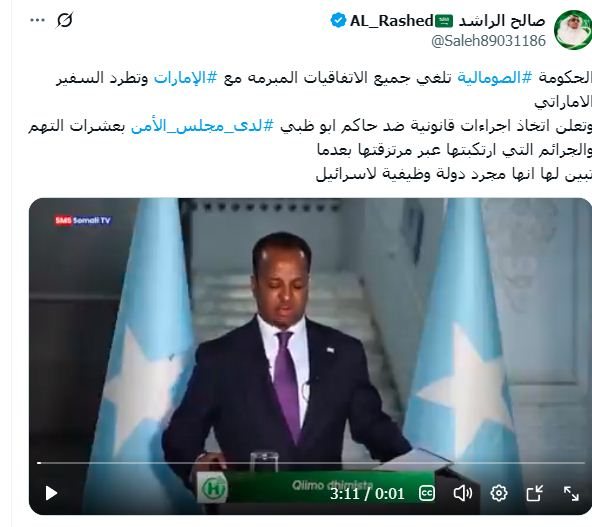 صالح الراشد AL_Rashed
@Saleh89031186
الحكومة #الصومالية تلغي جميع الاتفاقيات المبرمه مع #الإمارات وتطرد السفير
الاماراتي
وتعلن اتخاذ اجراءات قانونية ضد حاكم ابو ظبي #لدى_مجلس_الأمن بعشرات التهم
والجرائم التي ارتكبتها عبر مرتزقتها بعدما
تبين لها انها مجرد دولة وظيفية لاسرائيل
SMS Somali TV
Qiimo dhimista
3:11 / 0:01
CC